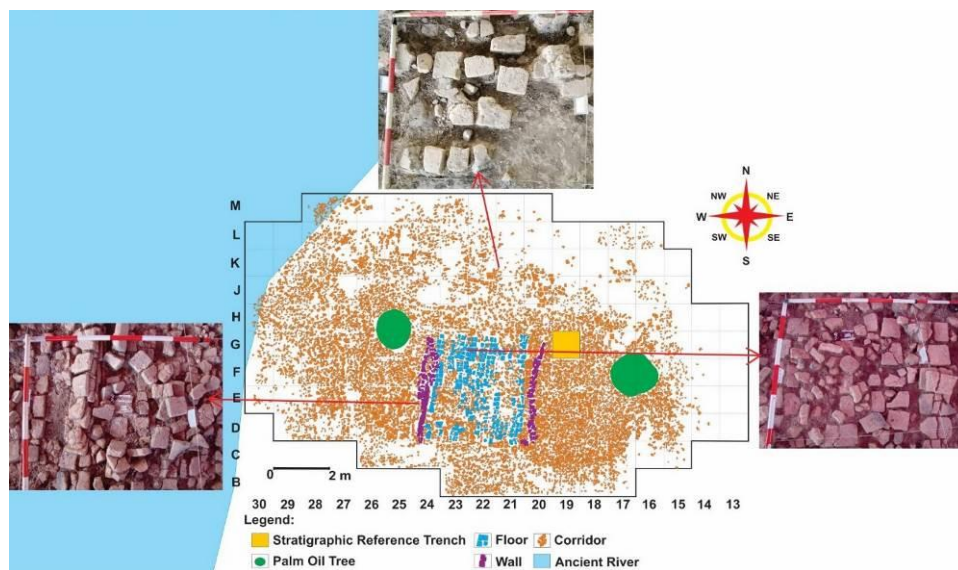 N
NW NE
W E
SW SE
S
M
L
K
J
H
G
F
E
D
C
B
0 2 m
30 29 28 27 26 25 24 23 22 21 20 19 18 17 16 15 14 13
Legend:
Stratigraphic Reference Trench Floor Corridor
Palm Oil Tree Wall Ancient River